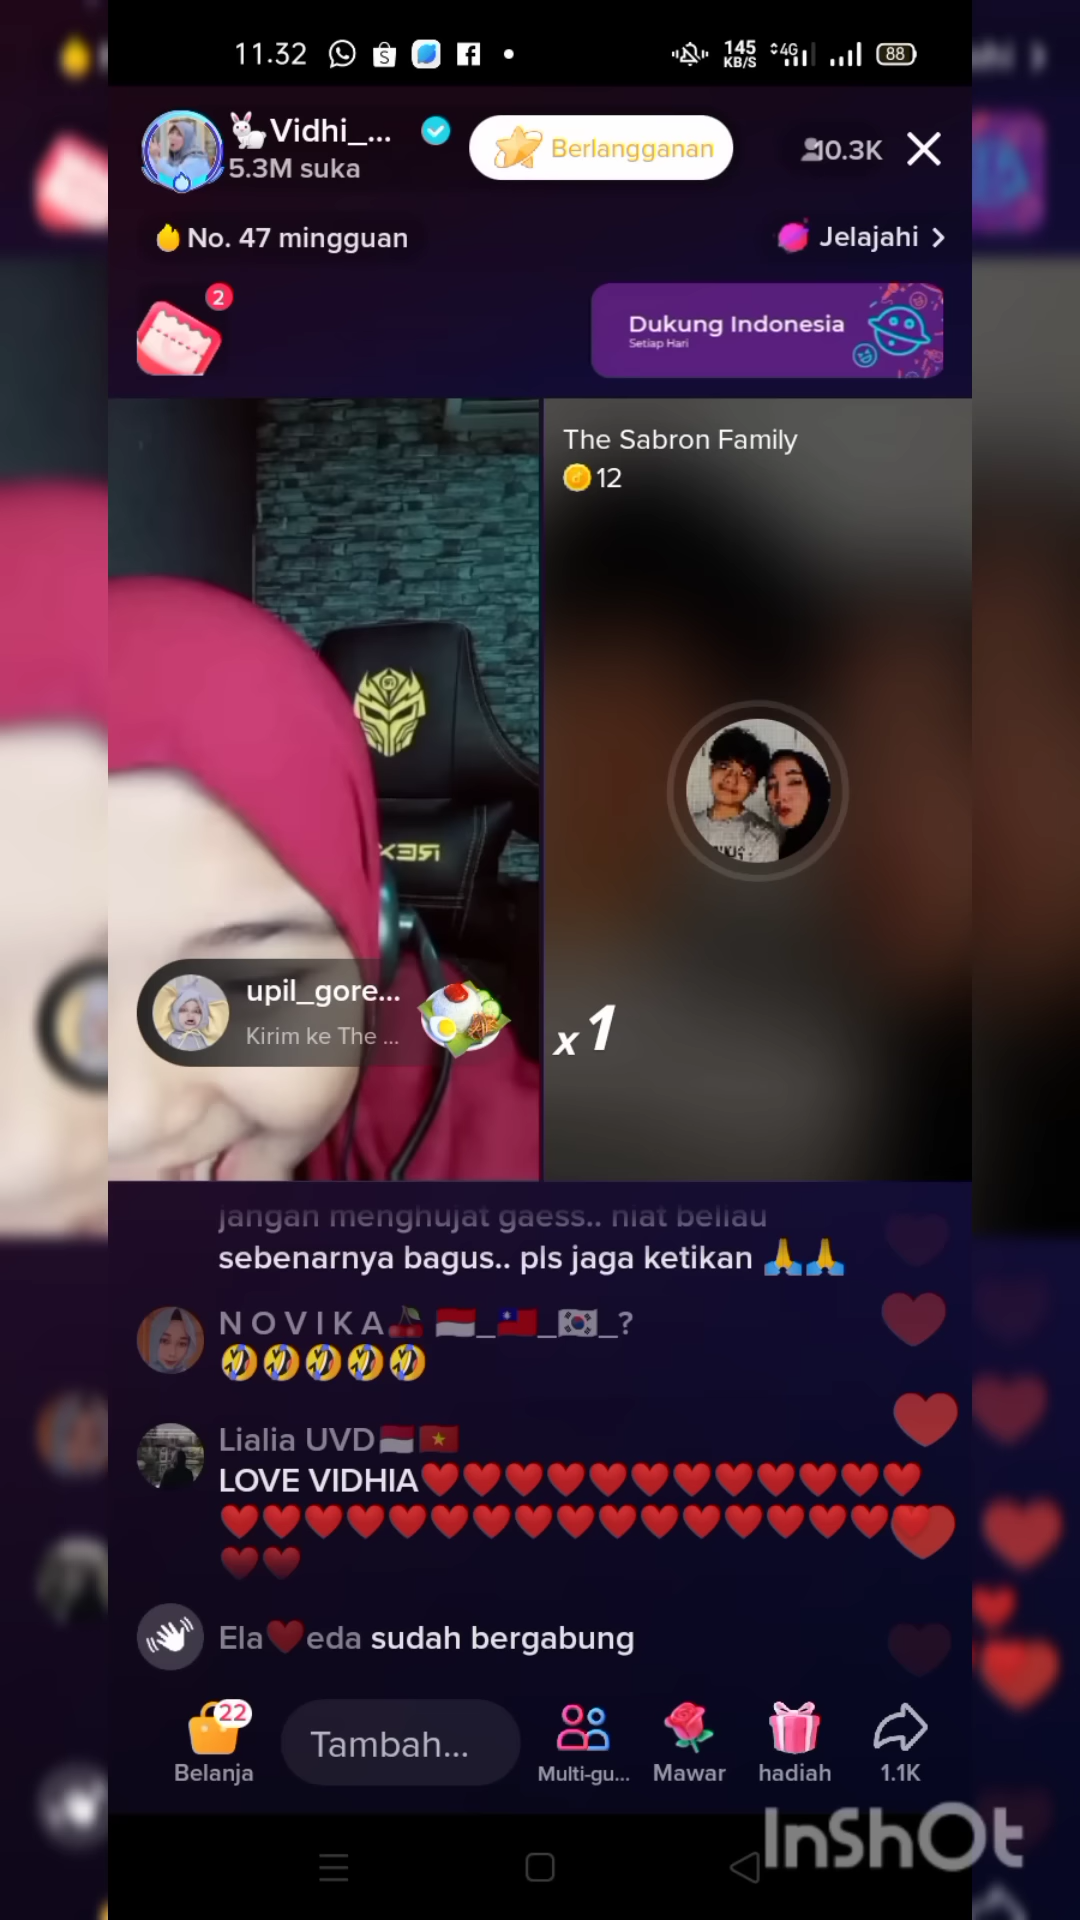 11.32
145
KB/S
4G
88
Vidhi_...
5.3M suka
Berlangganan
10.3K
No. 47 mingguan
Jelajahi >
2
Dukung Indonesia
Setiap Hari
The Sabron Family
12
upil_gore...
Kirim ke The ...
x 1
jangan menghujat gaess.. niat beliau
sebenarnya bagus.. pls jaga ketikan 🙏🙏
N O V I K A🍒 🇮🇩_🇹🇼_🇰🇷_?
🤣🤣🤣🤣🤣
Lialia UVD🇮🇩🇻🇳
LOVE VIDHIA❤️❤️❤️❤️❤️❤️❤️❤️❤️❤️❤️❤️
❤️❤️❤️❤️❤️❤️❤️❤️❤️❤️❤️❤️❤️❤️❤️❤️❤️
❤️❤️
Ela❤️eda sudah bergabung
22
Belanja
Tambah...
Multi-gu...
Mawar
hadiah
1.1K
InShOt